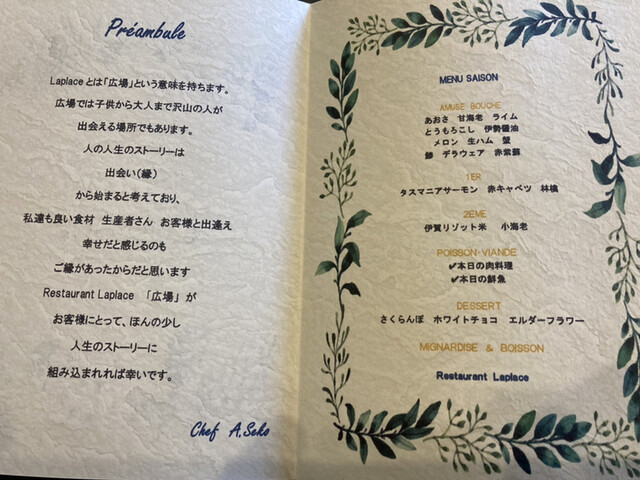 Préambule
Laplaceとは「広場」という意味を持ちます。
広場では子供から大人まで沢山の人が
出会える場所でもあります。
人の人生のストーリーは
出会い(縁)
から始まると考えており、
私達も良い食材 生産者さん お客様と出逢え
幸せだと感じるのも
ご縁があったからだと思います
Restaurant Laplace 「広場」が
お客様にとって、ほんの少し
人生のストーリーに
組み込まれれば幸いです。
Chef A.Seko
MENU SAISON
AMUSE BOUCHE
あおさ 甘海老 ライム
とうもろこし 伊勢醤油
メロン 生ハム 蟹
鯵 デラウェア 赤紫蘇
1ER
タスマニアサーモン 赤キャベツ 林檎
2EME
伊賀リゾット米 小海老
POISSON・VIANDE
✔本日の肉料理
✔本日の鮮魚
DESSERT
さくらんぼ ホワイトチョコ エルダーフラワー
MIGNARDISE & BOISSON
Restaurant Laplace